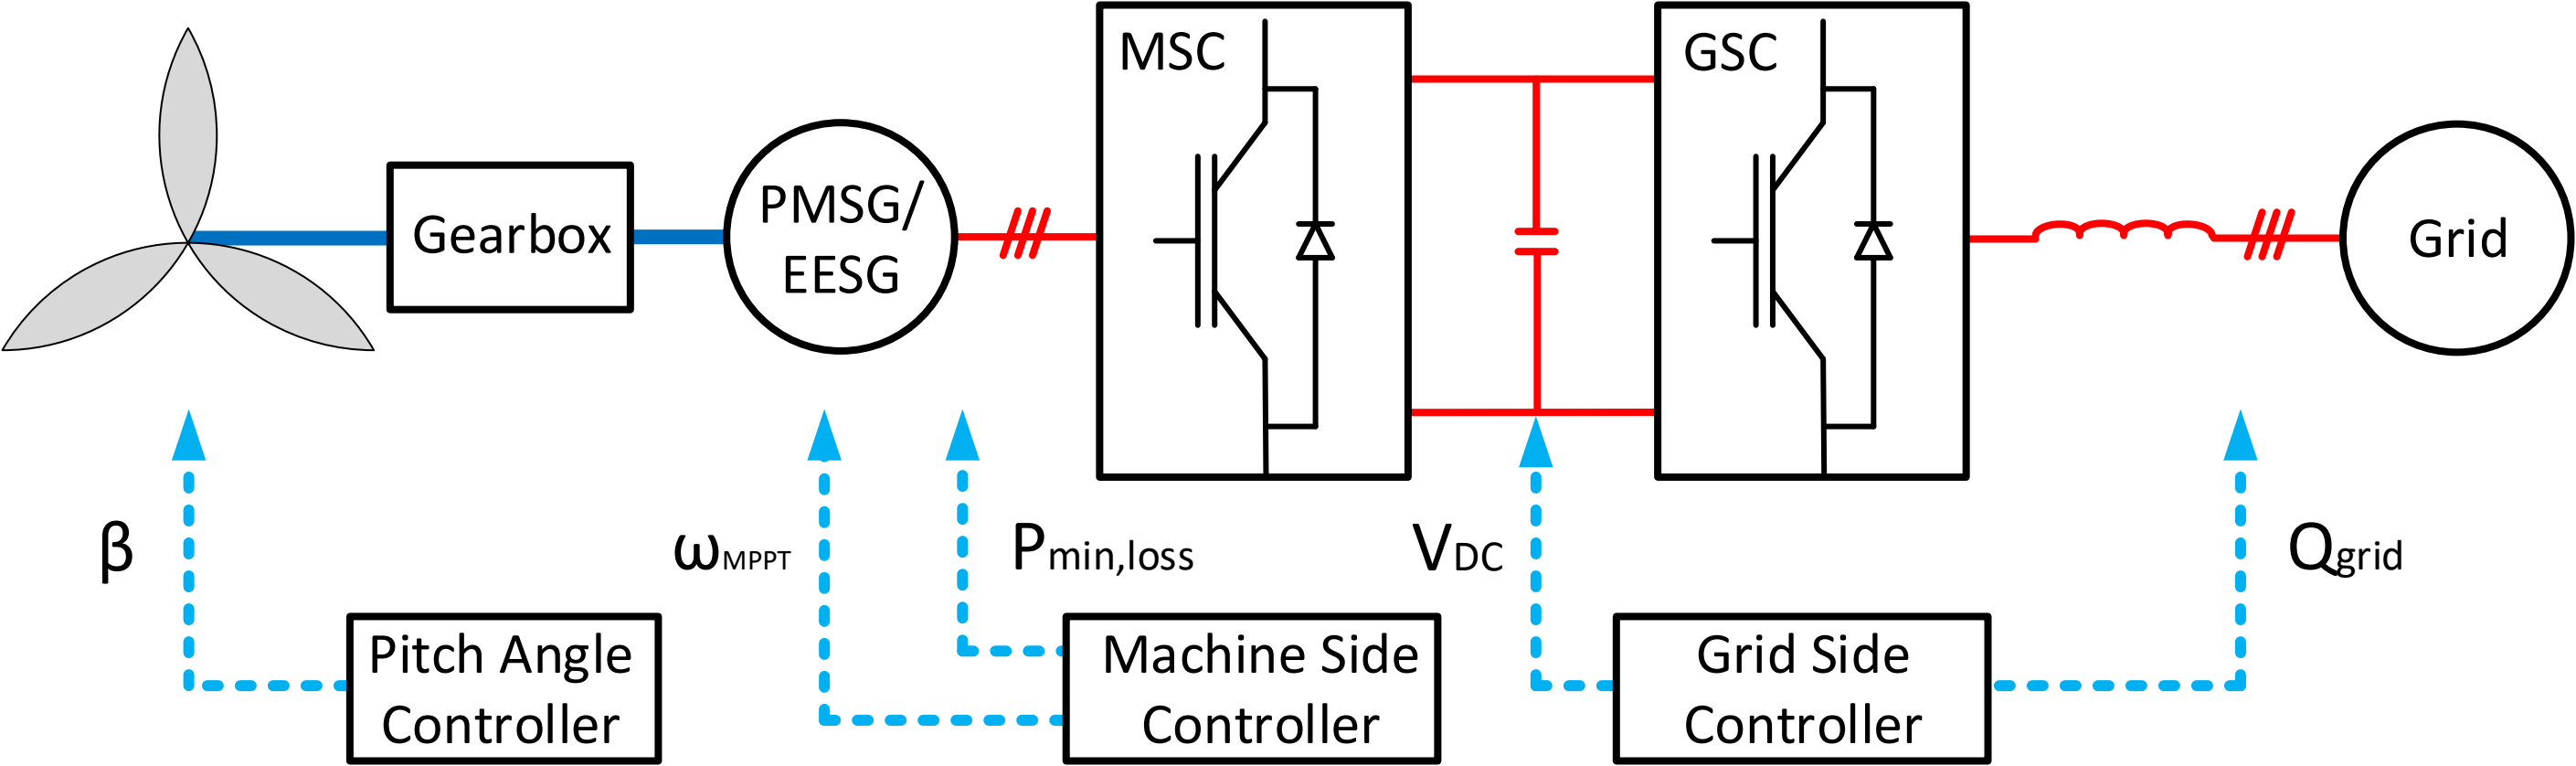 MSC
GSC
Gearbox
PMSG/
EESG
Grid
β
ωMPPT
Pmin,loss
VDC
Qgrid
Pitch Angle
Controller
Machine Side
Controller
Grid Side
Controller